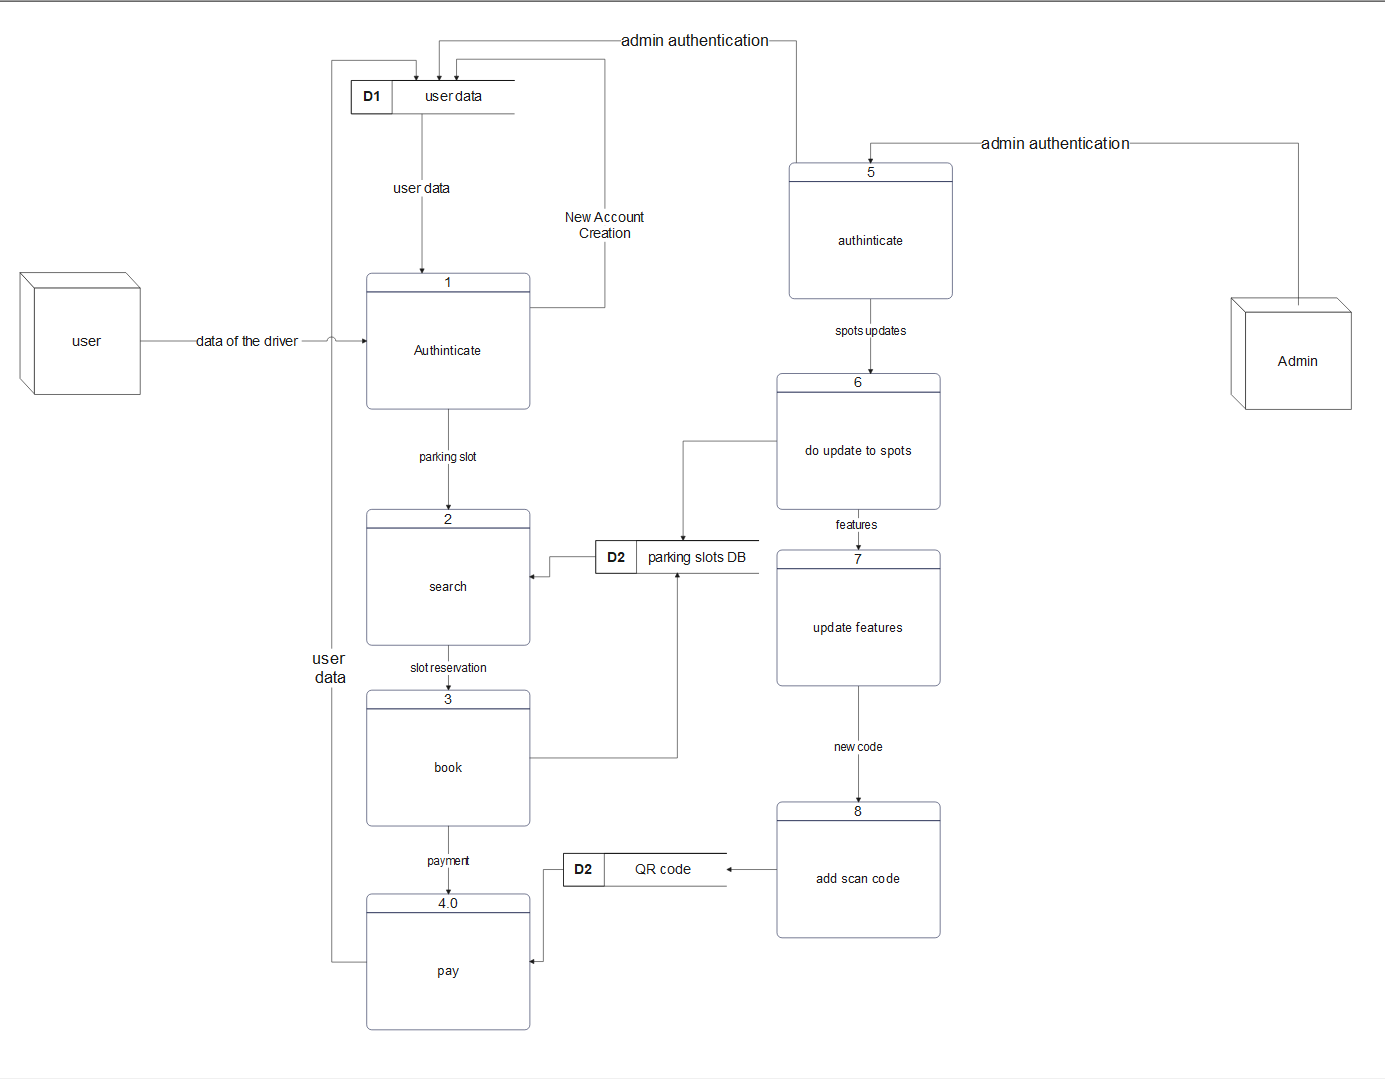 admin authentication
D1
user data
admin authentication
5
user data
New Account
Creation
authinticate
1
user
data of the driver
Authinticate
spots updates
Admin
6
do update to spots
parking slot
2
features
D2
parking slots DB
7
search
update features
user
data
slot reservation
3
book
new code
8
payment
D2
QR code
add scan code
4.0
pay